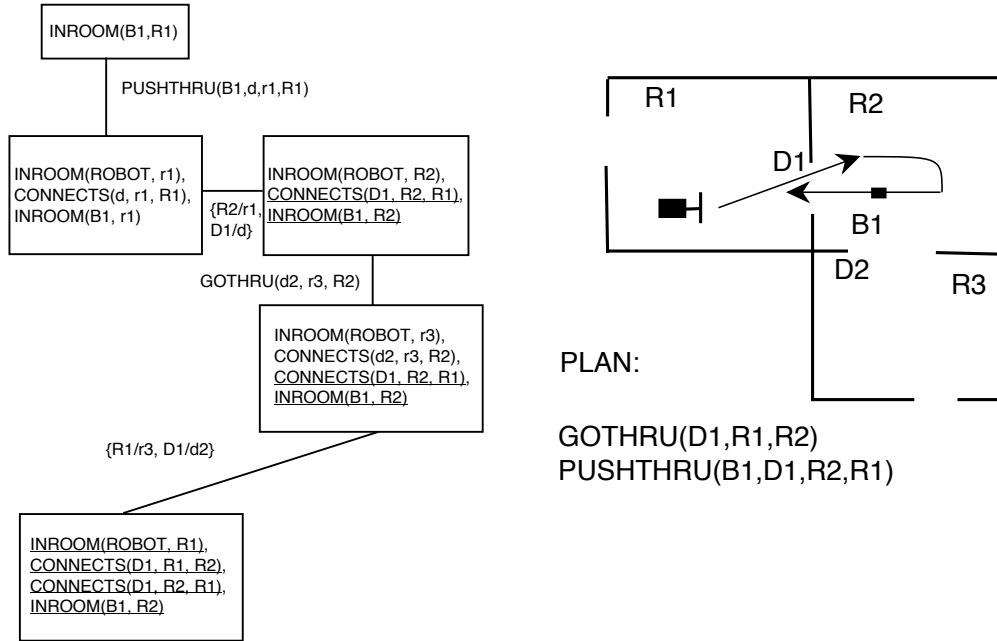 INROOM(B1,R1)
PUSHTHRU(B1,d,r1,R1)
INROOM(ROBOT, r1),
CONNECTS(d, r1, R1),
INROOM(B1, r1)
{R2/r1,
D1/d}
INROOM(ROBOT, R2),
CONNECTS(D1, R2, R1),
INROOM(B1, R2)
GOTHRU(d2, r3, R2)
INROOM(ROBOT, r3),
CONNECTS(d2, r3, R2),
CONNECTS(D1, R2, R1),
INROOM(B1, R2)
{R1/r3, D1/d2}
INROOM(ROBOT, R1),
CONNECTS(D1, R1, R2),
CONNECTS(D1, R2, R1),
INROOM(B1, R2)
R1
R2
D1
B1
D2
R3
PLAN:
GOTHRU(D1,R1,R2)
PUSHTHRU(B1,D1,R2,R1)